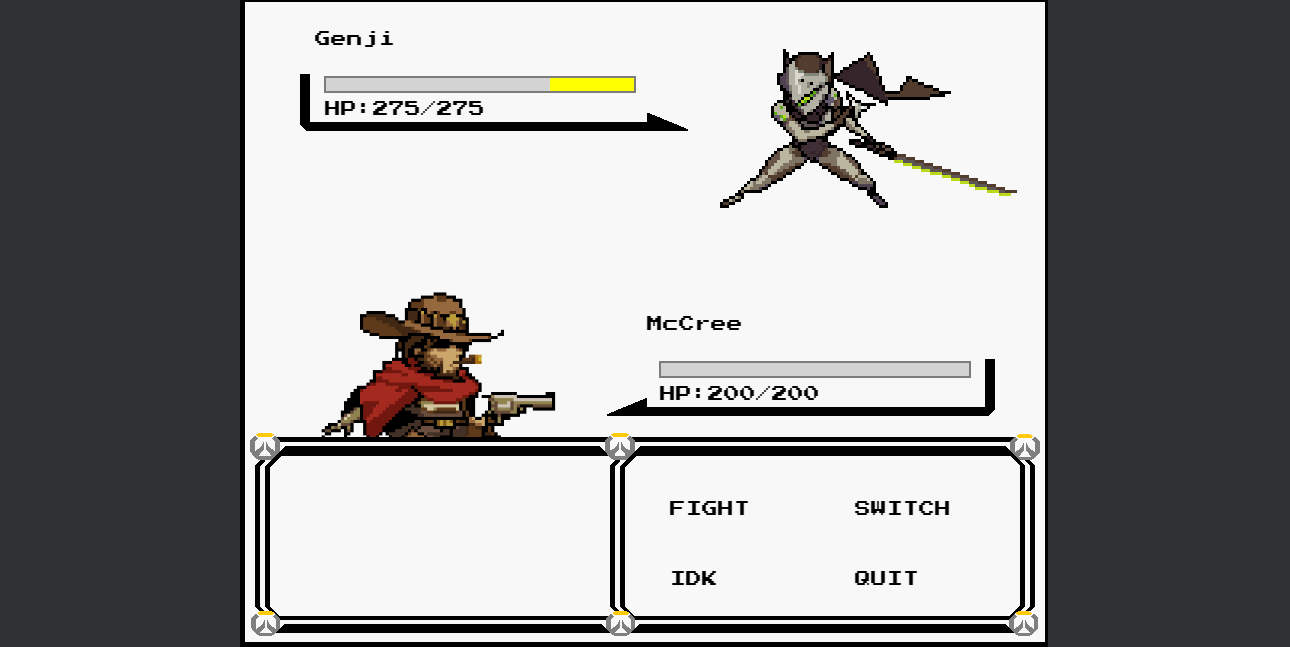 Genji
HP:275/275
McCree
HP:200/200
FIGHT SWITCH
IDK QUIT